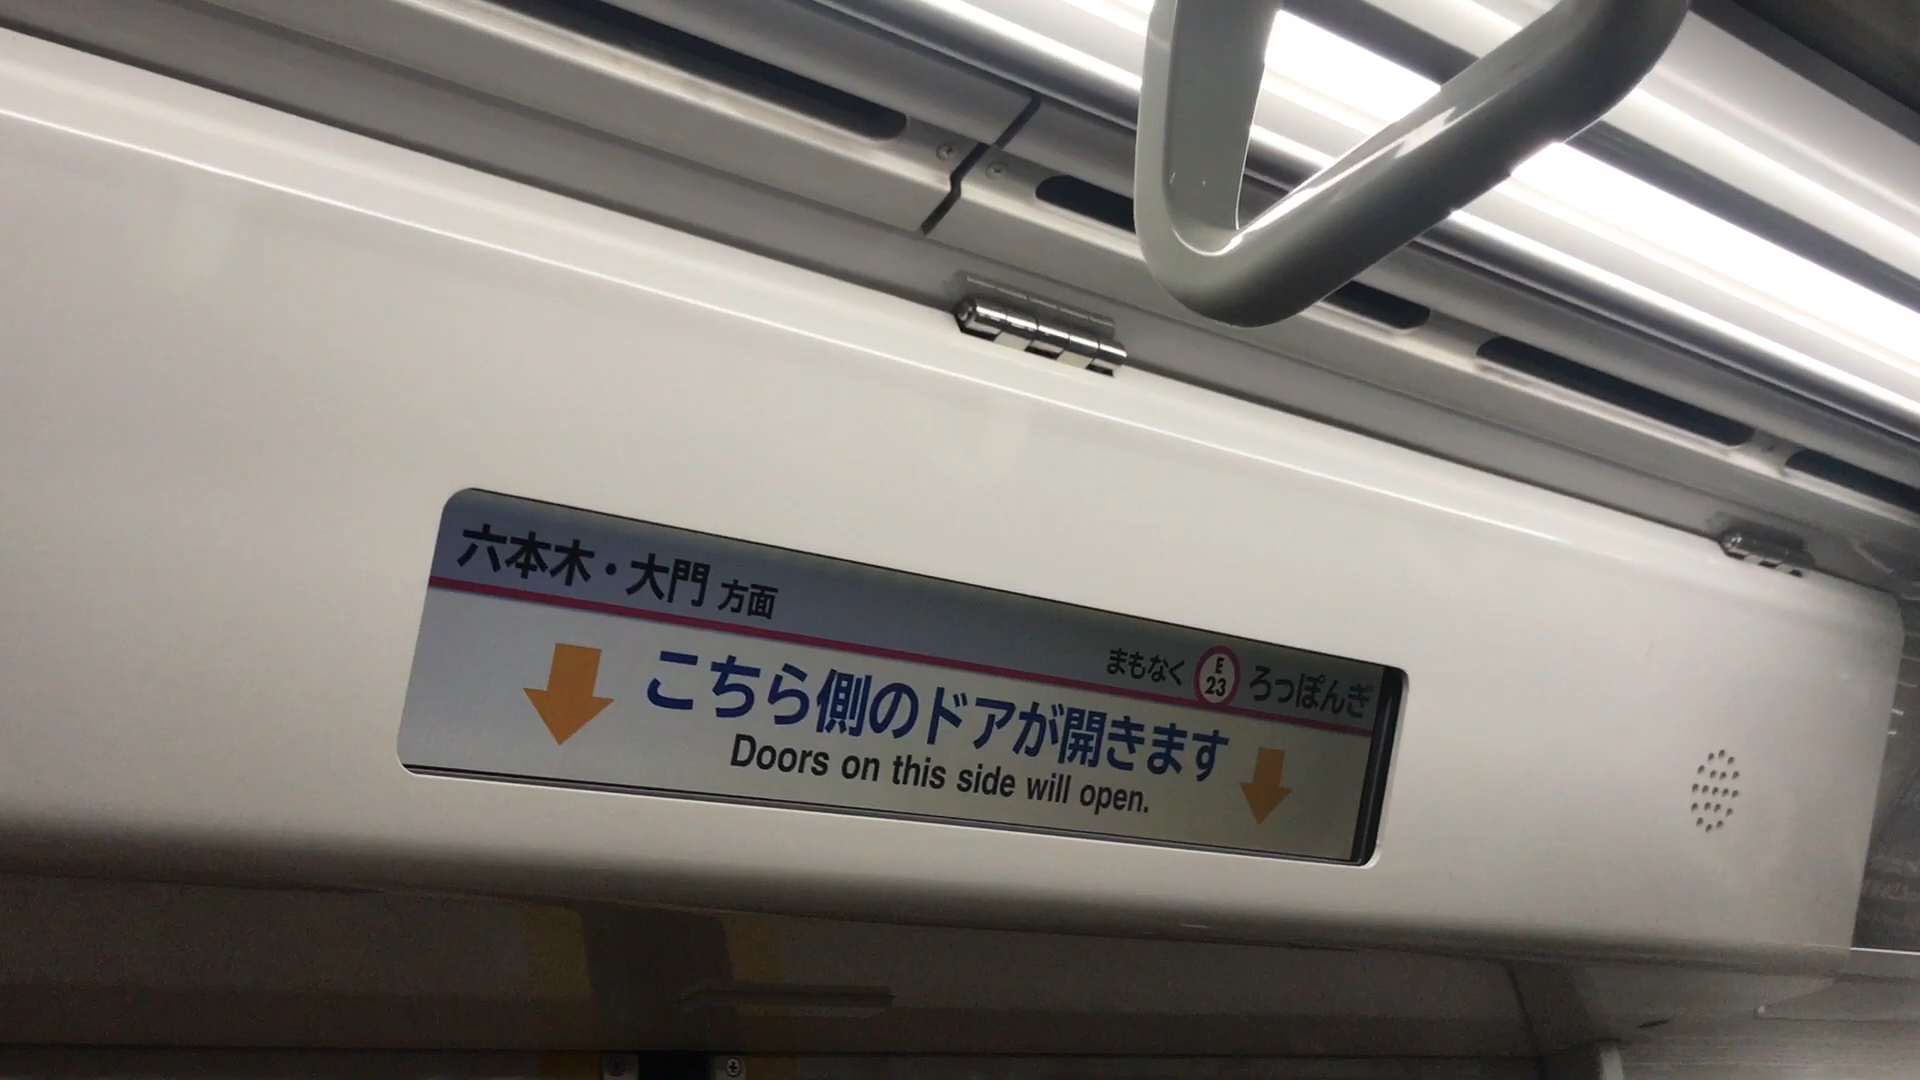 六本木・大門 方面
まもなく E 23 ろっぽんぎ
こちら側のドアが開きます
Doors on this side will open.